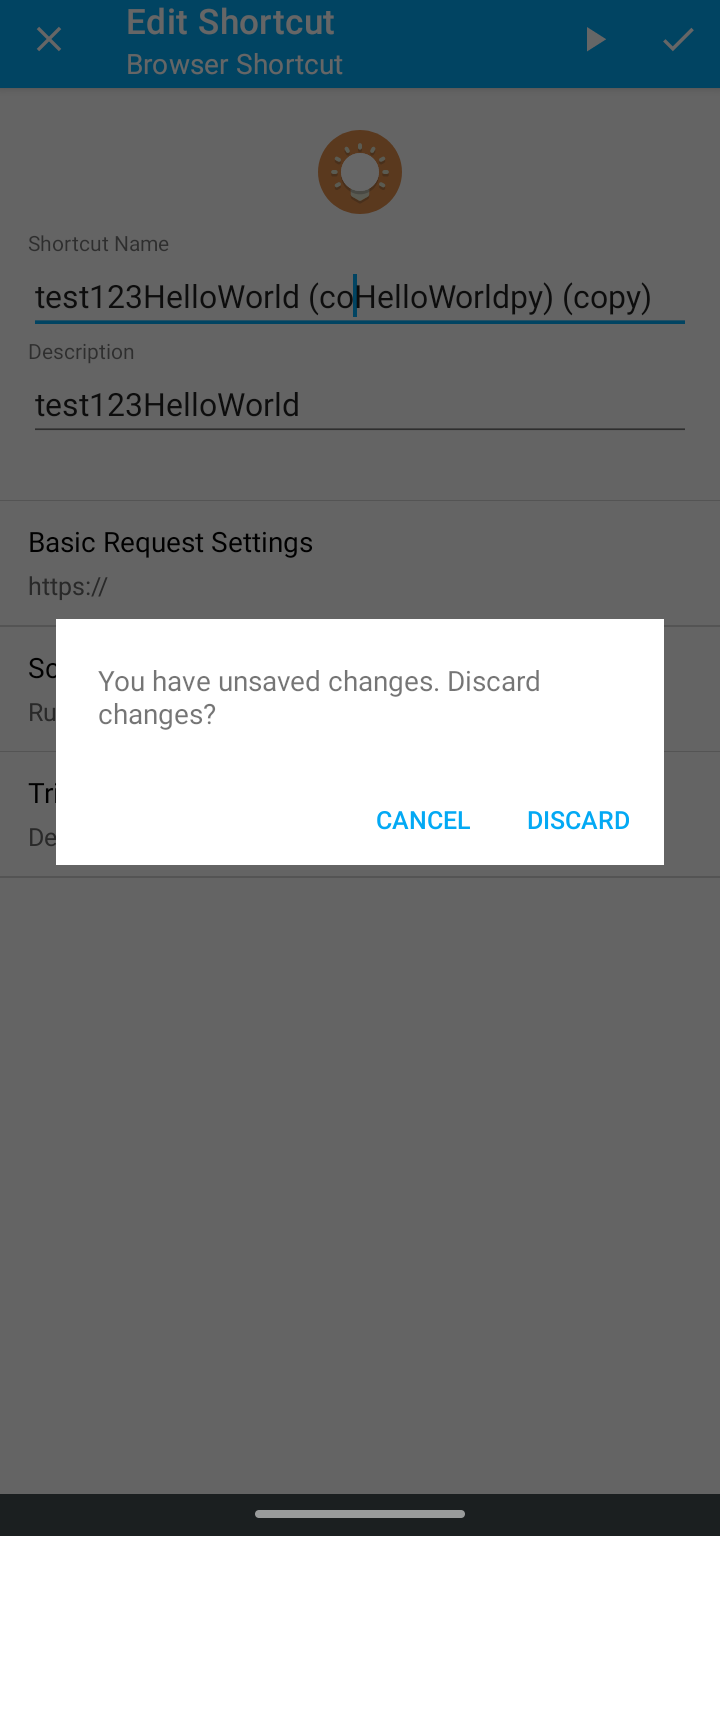 Edit Shortcut
Browser Shortcut
Shortcut Name
test123HelloWorld (coHelloWorldpy) (copy)
Description
test123HelloWorld
Basic Request Settings
https://
Sc
Ru
You have unsaved changes. Discard
changes?
Tri
De
CANCEL
DISCARD